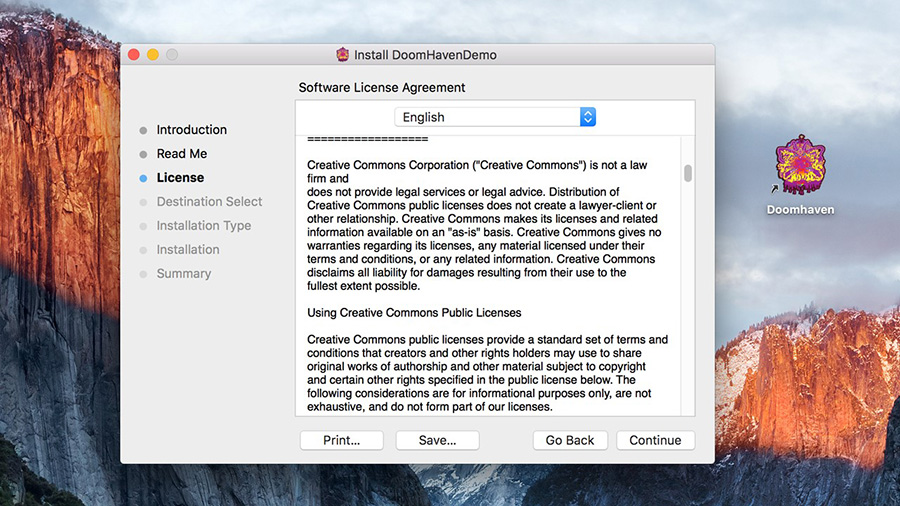 Install DoomHavenDemo
Software License Agreement
Introduction
Read Me
License
Destination Select
Installation Type
Installation
Summary
English
==================
Creative Commons Corporation ("Creative Commons") is not a law
firm and
does not provide legal services or legal advice. Distribution of
Creative Commons public licenses does not create a lawyer-client or
other relationship. Creative Commons makes its licenses and related
information available on an "as-is" basis. Creative Commons gives no
warranties regarding its licenses, any material licensed under their
terms and conditions, or any related information. Creative Commons
disclaims all liability for damages resulting from their use to the
fullest extent possible.
Using Creative Commons Public Licenses
Creative Commons public licenses provide a standard set of terms and
conditions that creators and other rights holders may use to share
original works of authorship and other material subject to copyright
and certain other rights specified in the public license below. The
following considerations are for informational purposes only, are not
exhaustive, and do not form part of our licenses.
Print...
Save...
Go Back
Continue
Doomhaven